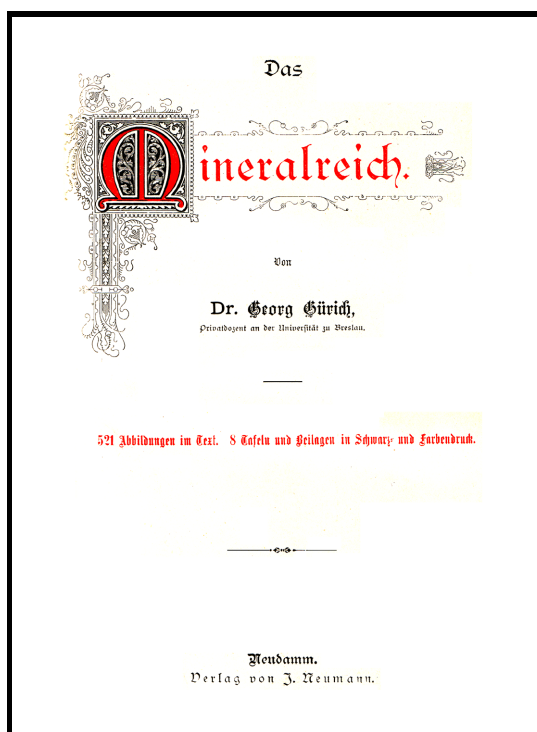 Das
Mineralreich.
Von
Dr. Georg Gürich,
Privatdozent an der Universität zu Breslau.
521 Abbildungen im Text. 8 Tafeln und Beilagen in Schwarz- und Farbendruck.
Neudamm.
Verlag von J. Neumann.